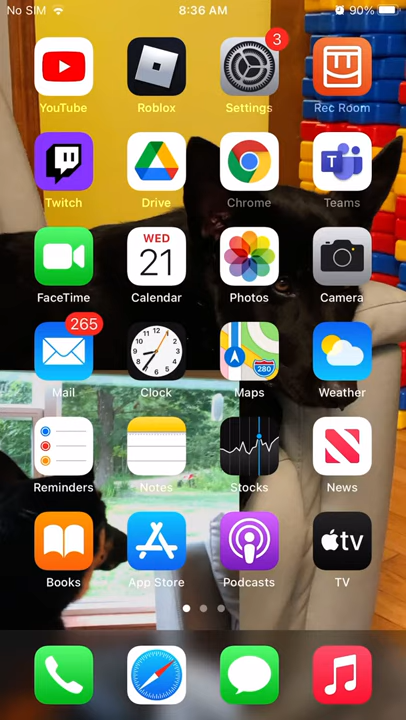 No SIM 8:36 AM 90%
3
YouTube Roblox Settings Rec Room
Twitch Drive Chrome Teams
WED
21
FaceTime Calendar Photos Camera
265
280
Mail Clock Maps Weather
Reminders Notes Stocks News
tv
Books App Store Podcasts TV